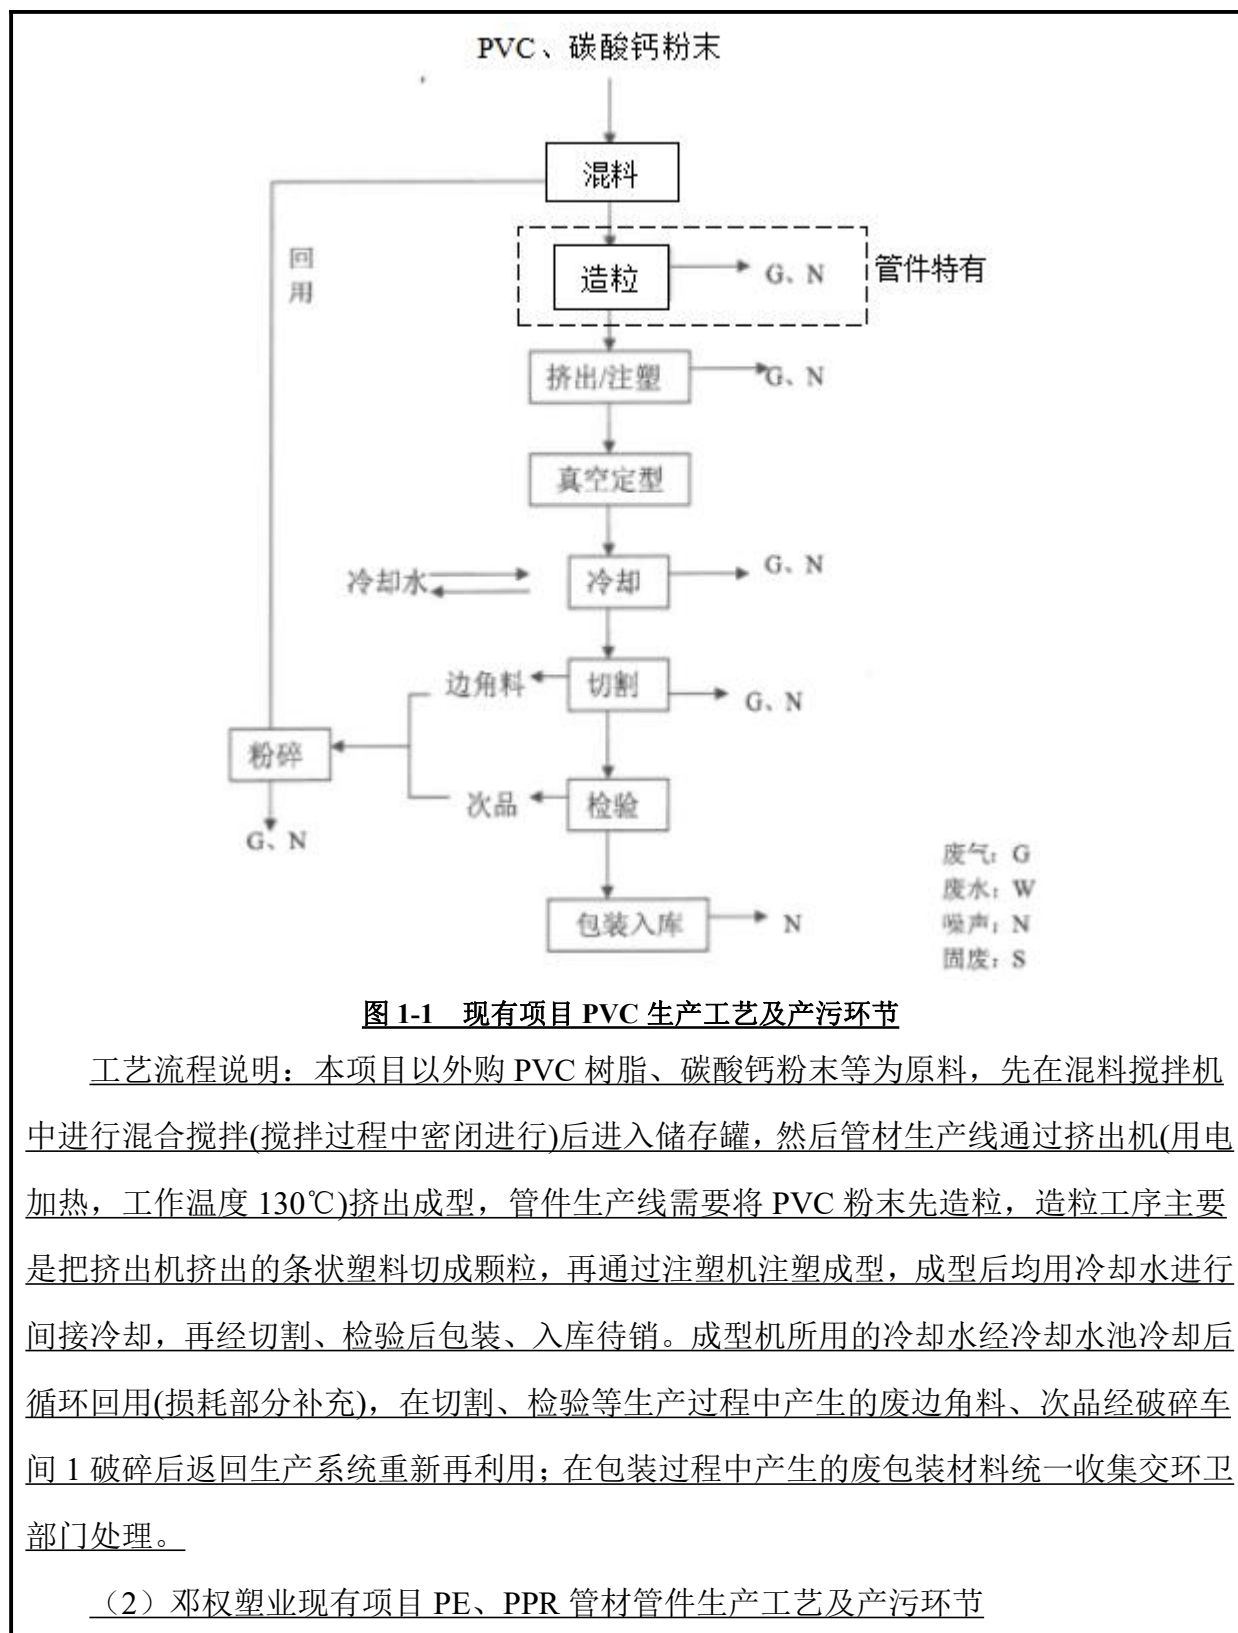 PVC、碳酸钙粉末
混料
回用
造粒
G、N
管件特有
挤出/注塑
G、N
真空定型
冷却水
冷却
G、N
边角料
切割
G、N
粉碎
次品
检验
G、N
废气：G
废水：W
噪声：N
固废：S
包装入库
N
图 1-1 现有项目 PVC 生产工艺及产污环节
工艺流程说明：本项目以外购 PVC 树脂、碳酸钙粉末等为原料，先在混料搅拌机
中进行混合搅拌(搅拌过程中密闭进行)后进入储存罐，然后管材生产线通过挤出机(用电
加热，工作温度 130℃)挤出成型，管件生产线需要将 PVC 粉末先造粒，造粒工序主要
是把挤出机挤出的条状塑料切成颗粒，再通过注塑机注塑成型，成型后均用冷却水进行
间接冷却，再经切割、检验后包装、入库待销。成型机所用的冷却水经冷却水池冷却后
循环回用(损耗部分补充)，在切割、检验等生产过程中产生的废边角料、次品经破碎车
间 1 破碎后返回生产系统重新再利用；在包装过程中产生的废包装材料统一收集交环卫
部门处理。
（2）邓权塑业现有项目 PE、PPR 管材管件生产工艺及产污环节